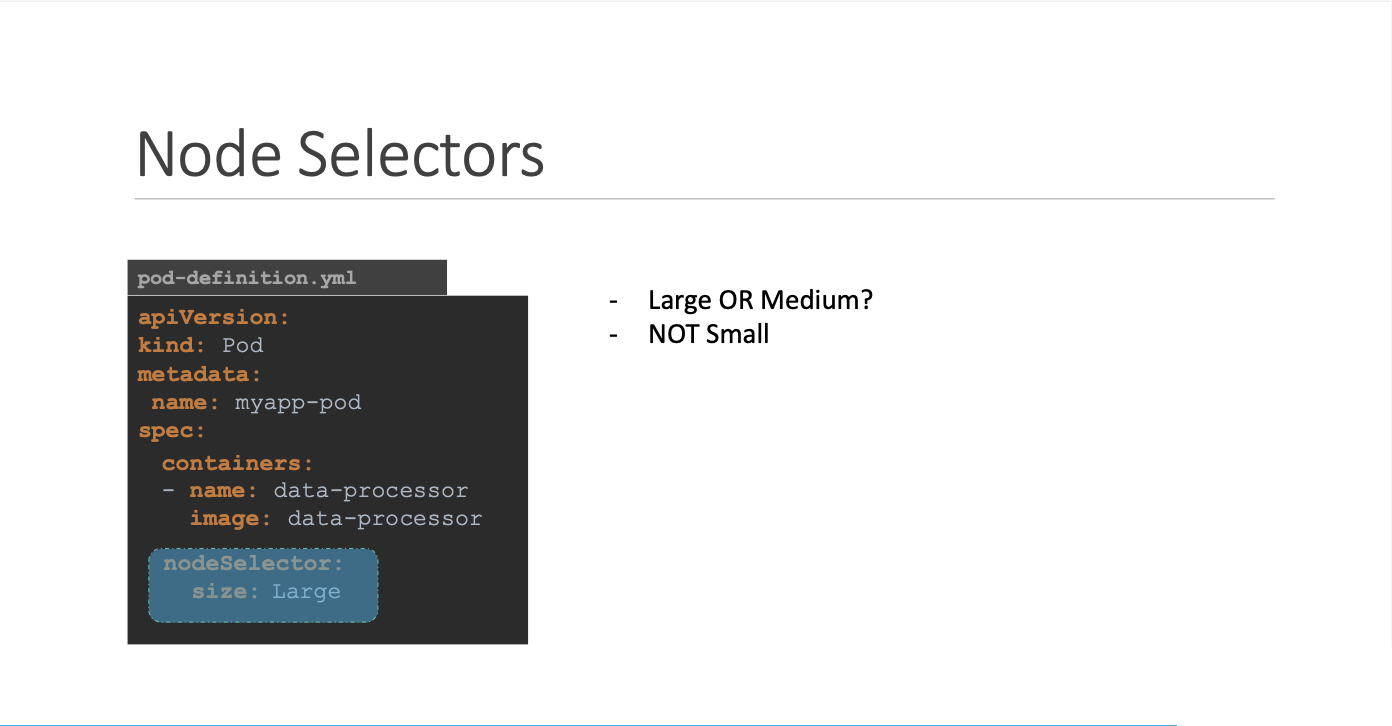 Node Selectors
pod-definition.yml
apiVersion:
kind: Pod
metadata:
name: myapp-pod
spec:
containers:
- name: data-processor
image: data-processor
nodeSelector:
size: Large
- Large OR Medium?
- NOT Small